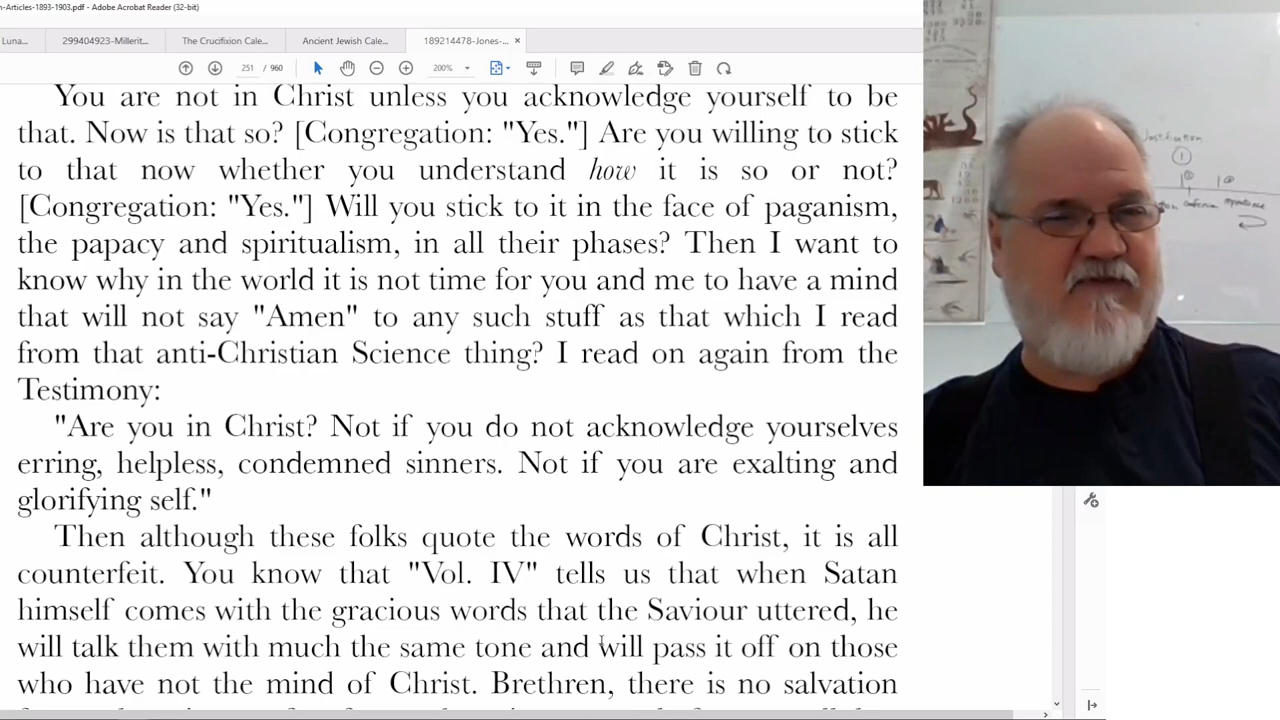 n-Articles-1893-1903.pdf - Adobe Acrobat Reader (32-bit)
Luna... 299404923-Millerit... The Crucifixion Cale... Ancient Jewish Cale... 189214478-Jones-... ×
251 / 960 200%
You are not in Christ unless you acknowledge yourself to be
that. Now is that so? [Congregation: "Yes."] Are you willing to stick
to that now whether you understand how it is so or not?
[Congregation: "Yes."] Will you stick to it in the face of paganism,
the papacy and spiritualism, in all their phases? Then I want to
know why in the world it is not time for you and me to have a mind
that will not say "Amen" to any such stuff as that which I read
from that anti-Christian Science thing? I read on again from the
Testimony:
"Are you in Christ? Not if you do not acknowledge yourselves
erring, helpless, condemned sinners. Not if you are exalting and
glorifying self."
Then although these folks quote the words of Christ, it is all
counterfeit. You know that "Vol. IV" tells us that when Satan
himself comes with the gracious words that the Saviour uttered, he
will talk them with much the same tone and will pass it off on those
who have not the mind of Christ. Brethren, there is no salvation
Justification
1